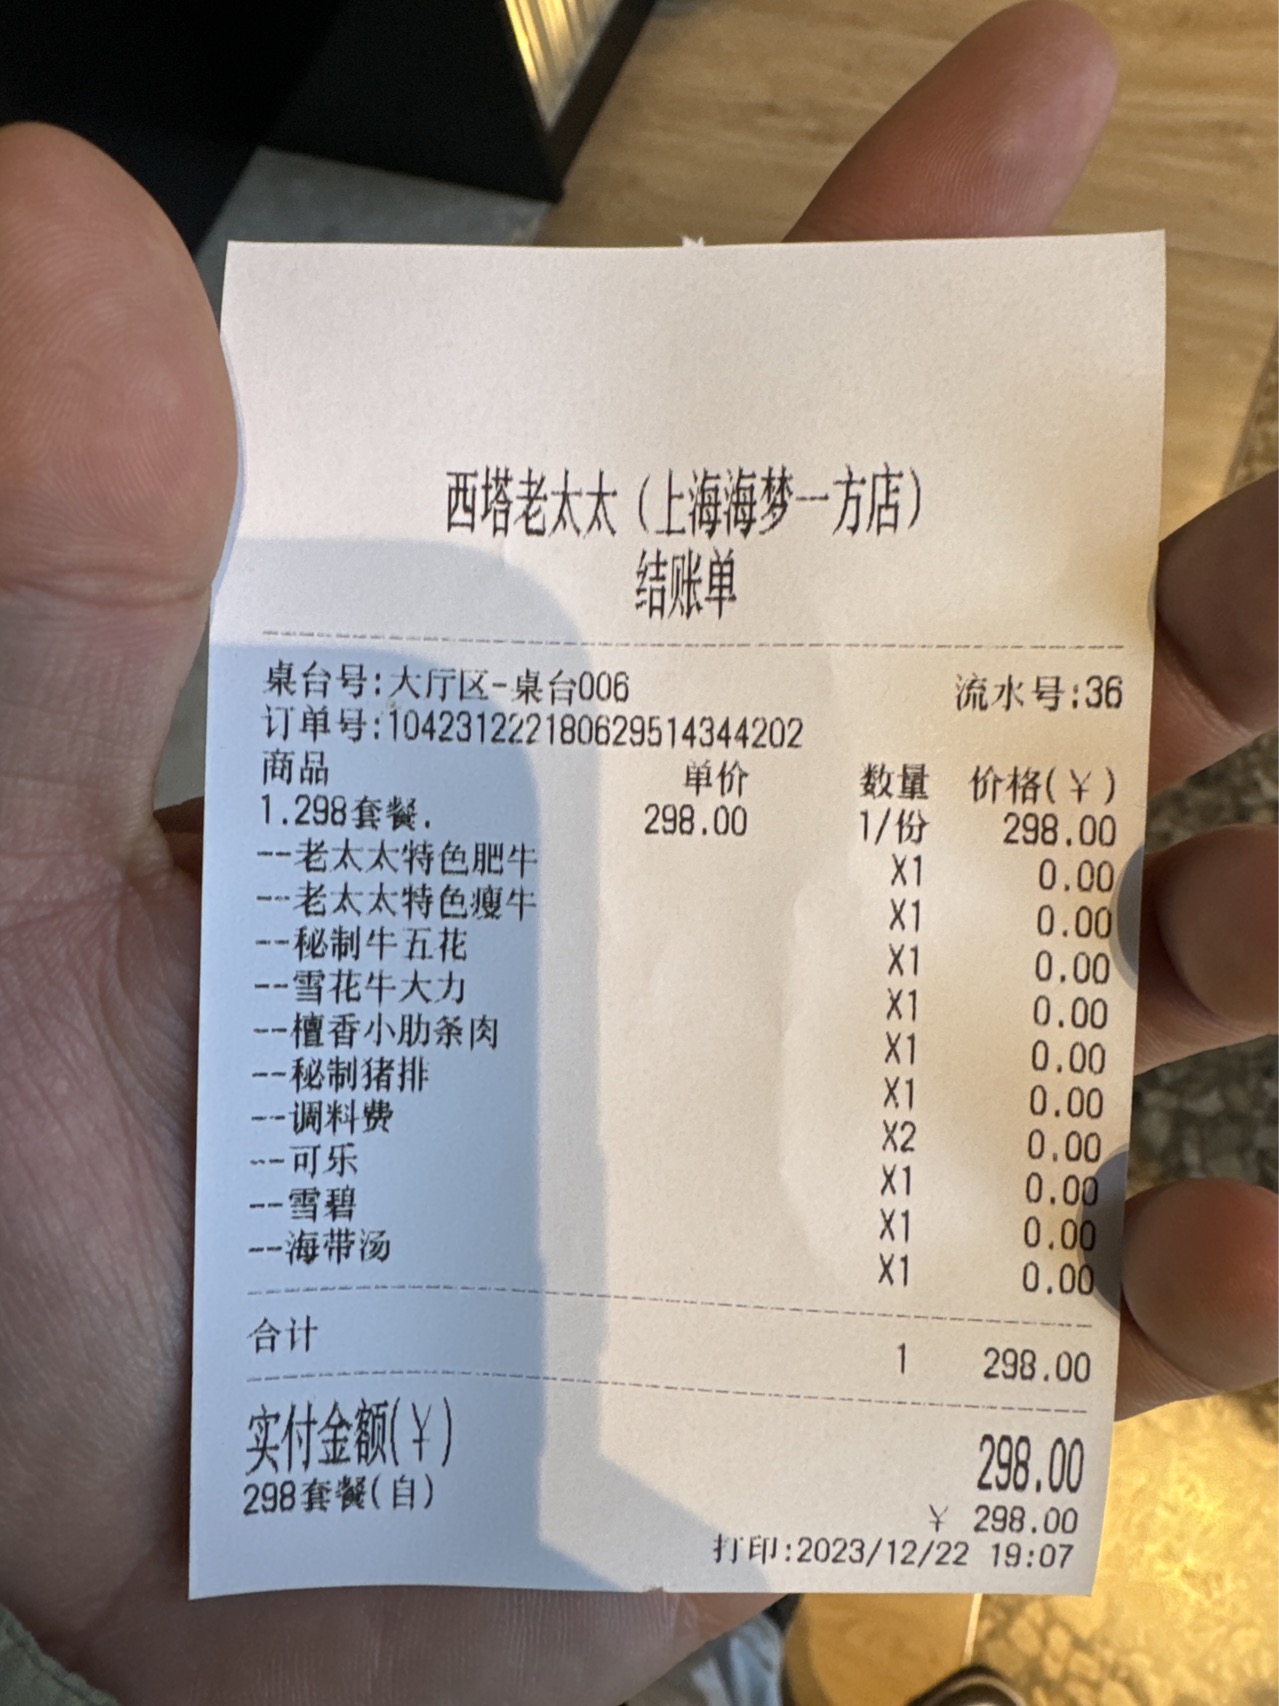 西塔老太太（上海海梦一方店）
结账单
桌台号:大厅区-桌台006 流水号:36
订单号:104231222180629514344202
商品 单价 数量 价格(￥)
1.298套餐. 298.00 1/份 298.00
--老太太特色肥牛 X1 0.00
--老太太特色瘦牛 X1 0.00
--秘制牛五花 X1 0.00
--雪花牛大力 X1 0.00
--檀香小肋条肉 X1 0.00
--秘制猪排 X1 0.00
--调料费 X2 0.00
--可乐 X1 0.00
--雪碧 X1 0.00
--海带汤 X1 0.00
合计 1 298.00
实付金额(￥) 298.00
298套餐(自) ￥ 298.00
打印:2023/12/22 19:07